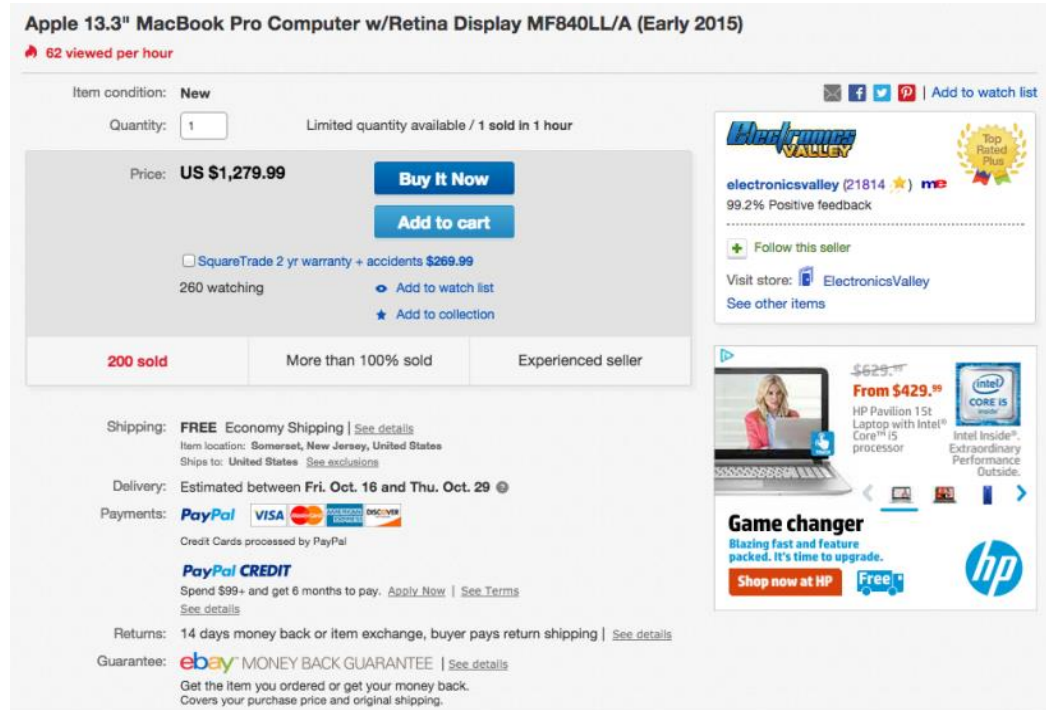 Apple 13.3" MacBook Pro Computer w/Retina Display MF840LL/A (Early 2015)
62 viewed per hour
Item condition: New
Quantity: 1 Limited quantity available / 1 sold in 1 hour
Price: US $1,279.99
Buy It Now
Add to cart
SquareTrade 2 yr warranty + accidents $269.99
260 watching
Add to watch list
Add to collection
200 sold
More than 100% sold
Experienced seller
Shipping: FREE Economy Shipping | See details
Item location: Somerset, New Jersey, United States
Ships to: United States See exclusions
Delivery: Estimated between Fri. Oct. 16 and Thu. Oct. 29
Payments: PayPal VISA MasterCard AMERICAN EXPRESS DISCOVER
Credit Cards processed by PayPal
PayPal CREDIT
Spend $99+ and get 6 months to pay. Apply Now | See Terms
See details
Returns: 14 days money back or item exchange, buyer pays return shipping | See details
Guarantee: ebay MONEY BACK GUARANTEE | See details
Get the item you ordered or get your money back.
Covers your purchase price and original shipping.
| Add to watch list
Electronics
VALLEY
Top
Rated
Plus
electronicsvalley (21814) me
99.2% Positive feedback
Follow this seller
Visit store: ElectronicsValley
See other items
$629.99
From $429.99
HP Pavilion 15t
Laptop with Intel®
Core™ i5
processor
intel
CORE i5
inside
Intel Inside®.
Extraordinary
Performance
Outside.
Game changer
Blazing fast and feature
packed. It's time to upgrade.
Shop now at HP
Free
hp